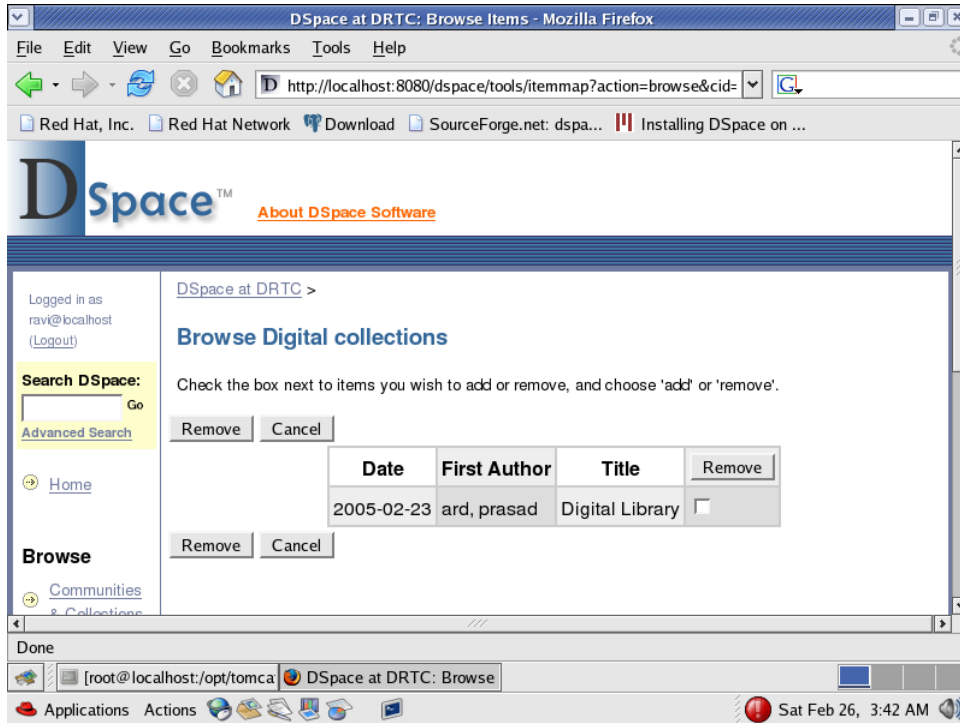 DSpace at DRTC: Browse Items - Mozilla Firefox
File Edit View Go Bookmarks Tools Help
D http://localhost:8080/dspace/tools/itemmap?action=browse&cid= G
Red Hat, Inc. Red Hat Network Download SourceForge.net: dspa... Installing DSpace on ...
DSpace™ About DSpace Software
Logged in as
ravi@localhost
(Logout)
Search DSpace:
Go
Advanced Search
Home
Browse
Communities
& Collections
DSpace at DRTC >
Browse Digital collections
Check the box next to items you wish to add or remove, and choose 'add' or 'remove'.
Remove Cancel
Date First Author Title Remove
2005-02-23 ard, prasad Digital Library
Remove Cancel
Done
[root@localhost:/opt/tomca DSpace at DRTC: Browse
Applications Actions Sat Feb 26, 3:42 AM